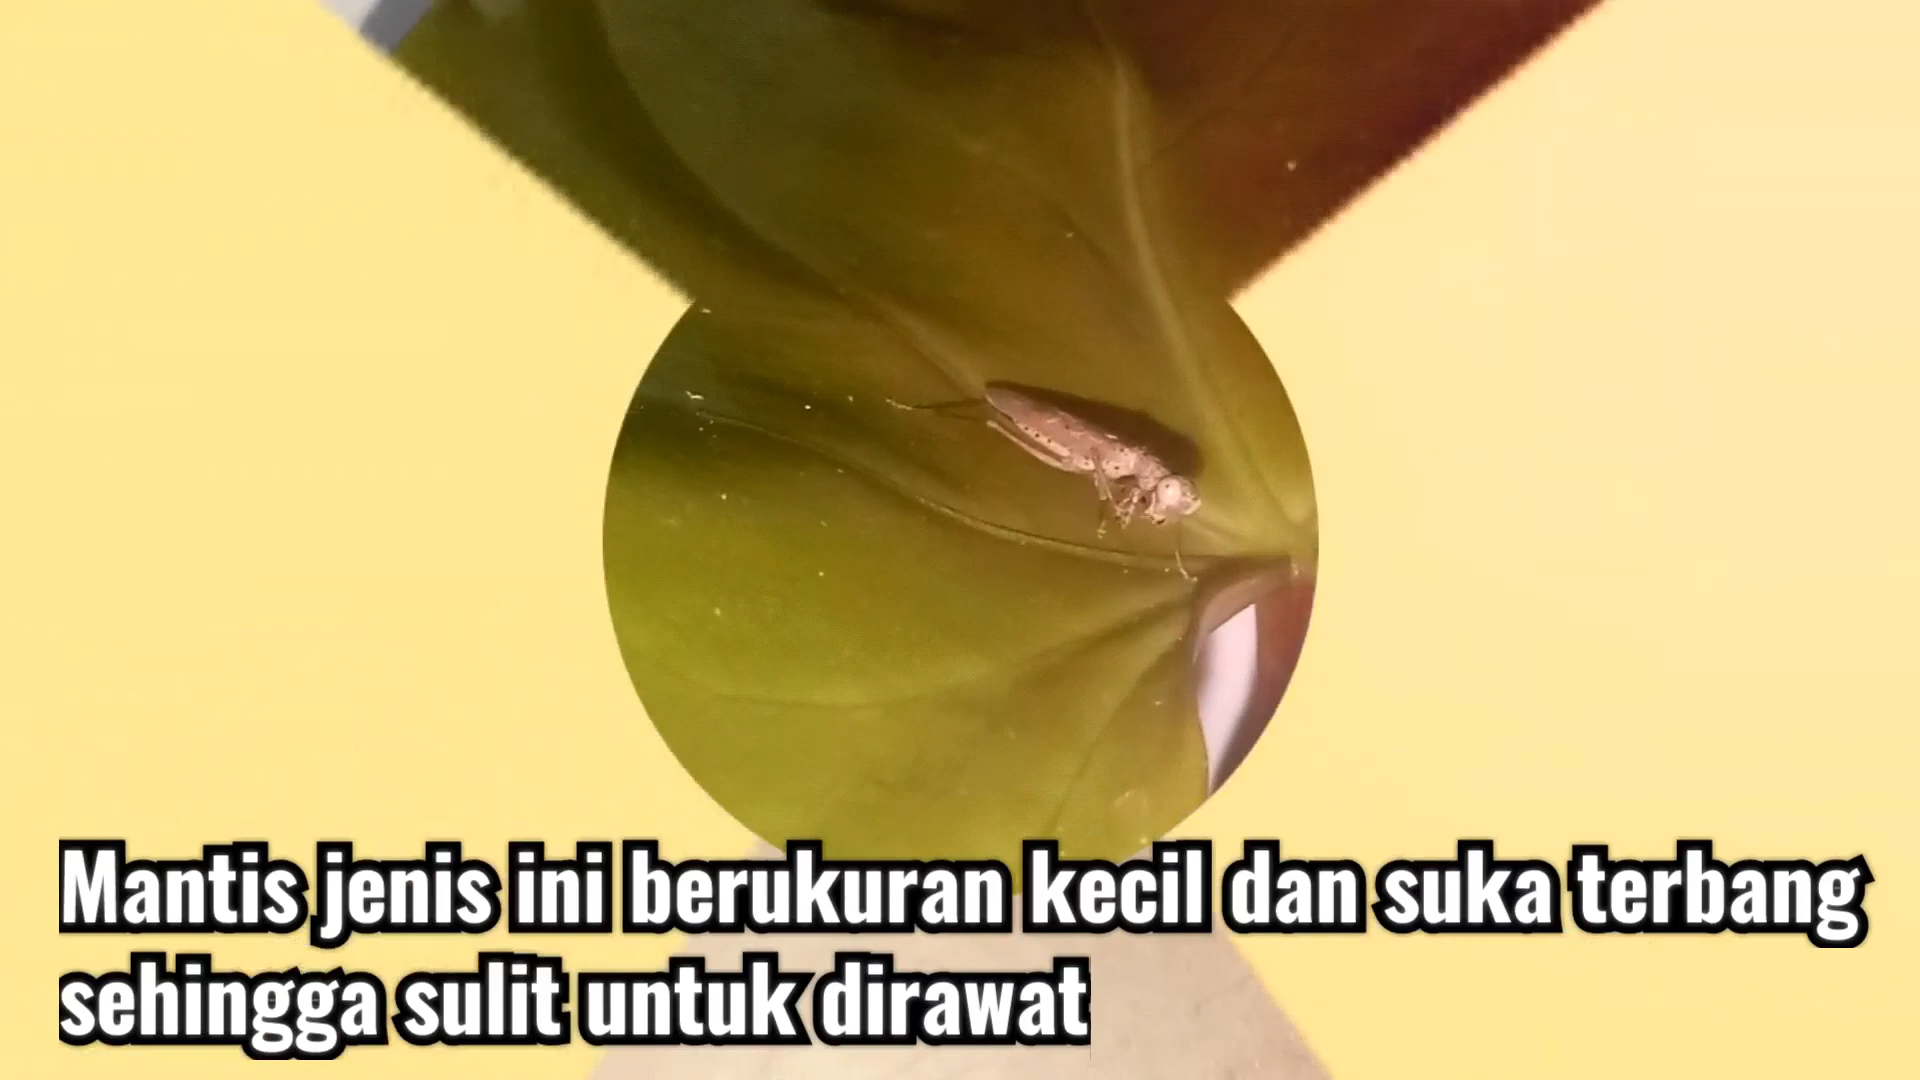 Mantis jenis ini berukuran kecil dan suka terbang
sehingga sulit untuk dirawat